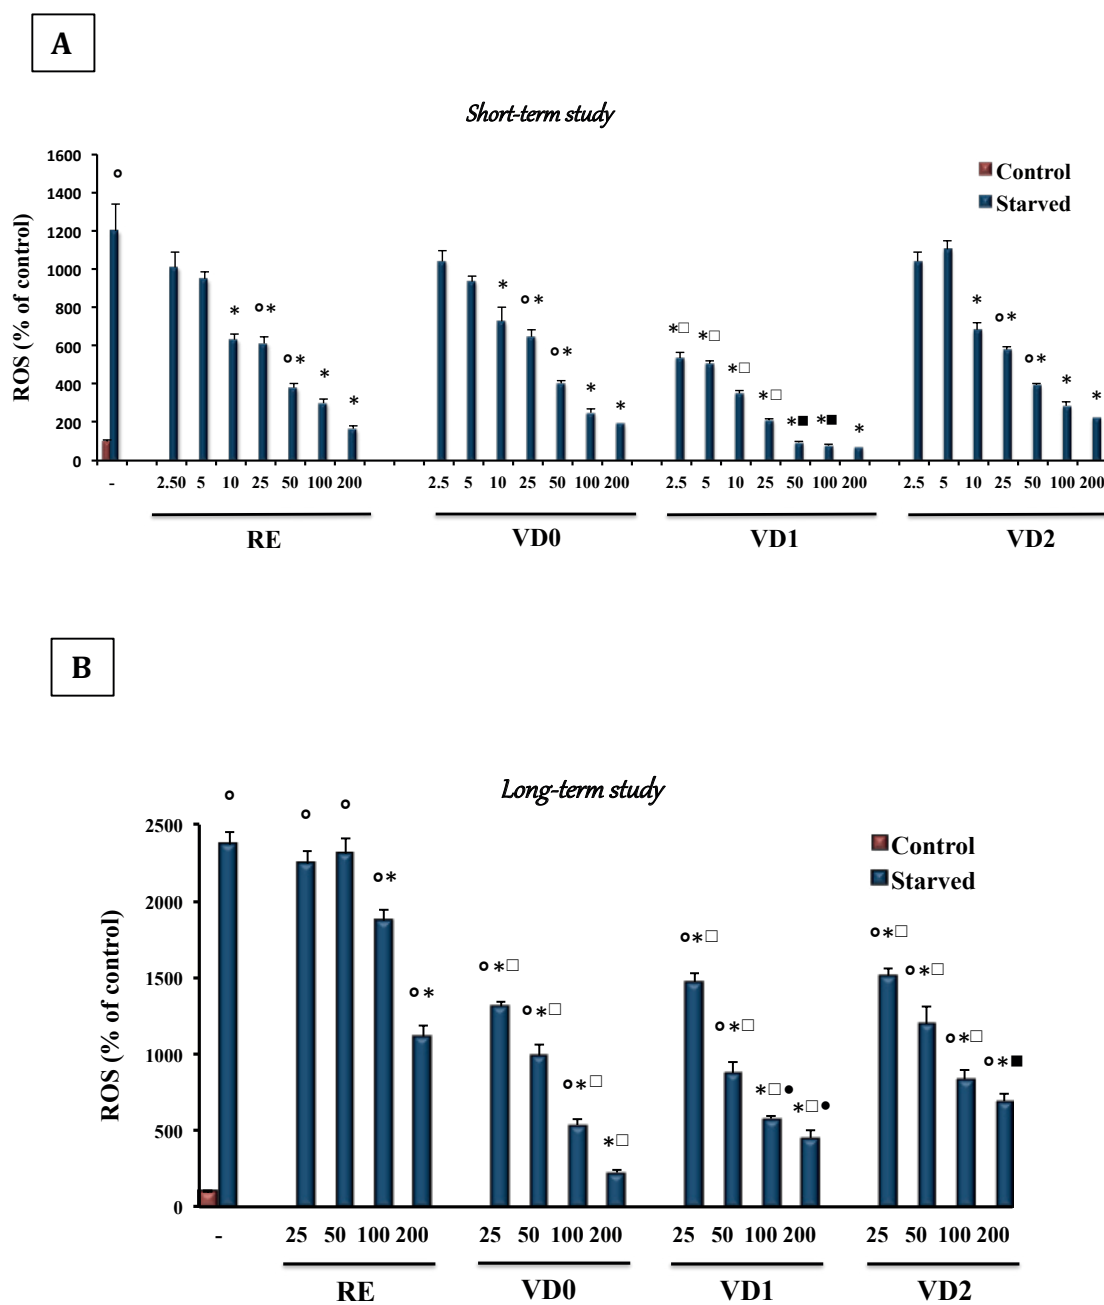 A
Short-term study
ROS (% of control)
1600
1400
1200
1000
800
600
400
200
0
Control
Starved
° 
* ° * ° * * *
* ° * ° * * *
*□ *□ *□ *□ *■ *■ *
* ° * ° * * *
- 2.50 5 10 25 50 100 200 2.5 5 10 25 50 100 200 2.5 5 10 25 50 100 200 2.5 5 10 25 50 100 200
RE VD0 VD1 VD2
B
Long-term study
ROS (% of control)
2500
2000
1500
1000
500
0
Control
Starved
°
° ° ° * ° *
° *□ ° *□ ° *□ *□
° *□ ° *□ *□ • *□ •
° *□ ° *□ ° *□ ° *■
- 25 50 100 200 25 50 100 200 25 50 100 200 25 50 100 200
RE VD0 VD1 VD2